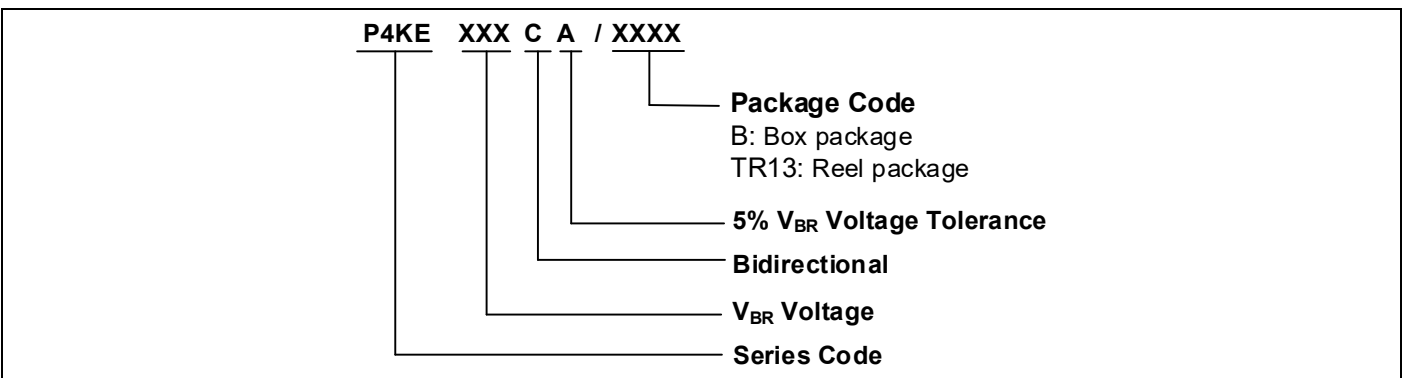 P4KE XXX C A / XXXX
Package Code
B: Box package
TR13: Reel package
5% VBR Voltage Tolerance
Bidirectional
VBR Voltage
Series Code